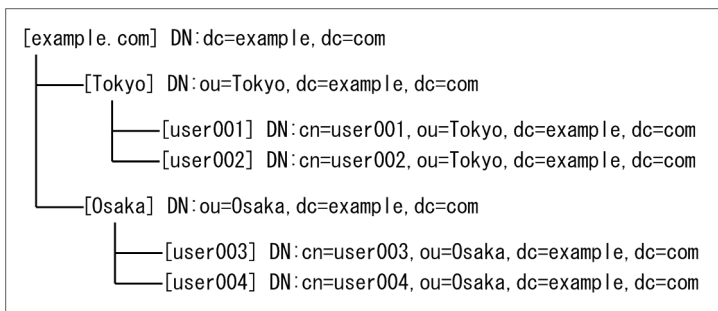 [example.com] DN:dc=example,dc=com
[Tokyo] DN:ou=Tokyo,dc=example,dc=com
[user001] DN:cn=user001,ou=Tokyo,dc=example,dc=com
[user002] DN:cn=user002,ou=Tokyo,dc=example,dc=com
[Osaka] DN:ou=Osaka,dc=example,dc=com
[user003] DN:cn=user003,ou=Osaka,dc=example,dc=com
[user004] DN:cn=user004,ou=Osaka,dc=example,dc=com